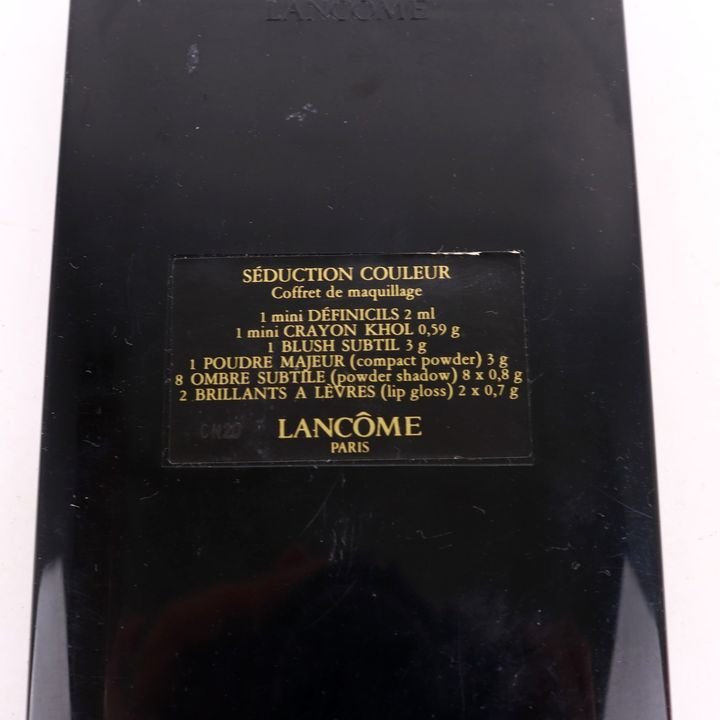 LANCÔME
SÉDUCTION COULEUR
Coffret de maquillage
1 mini DÉFINICILS 2 ml
1 mini CRAYON KHOL 0,59 g
1 BLUSH SUBTIL 3 g
1 POUDRE MAJEUR (compact powder) 3 g
8 OMBRE SUBTILE (powder shadow) 8 x 0,8 g
2 BRILLANTS A LÈVRES (lip gloss) 2 x 0,7 g
LANCÔME
PARIS